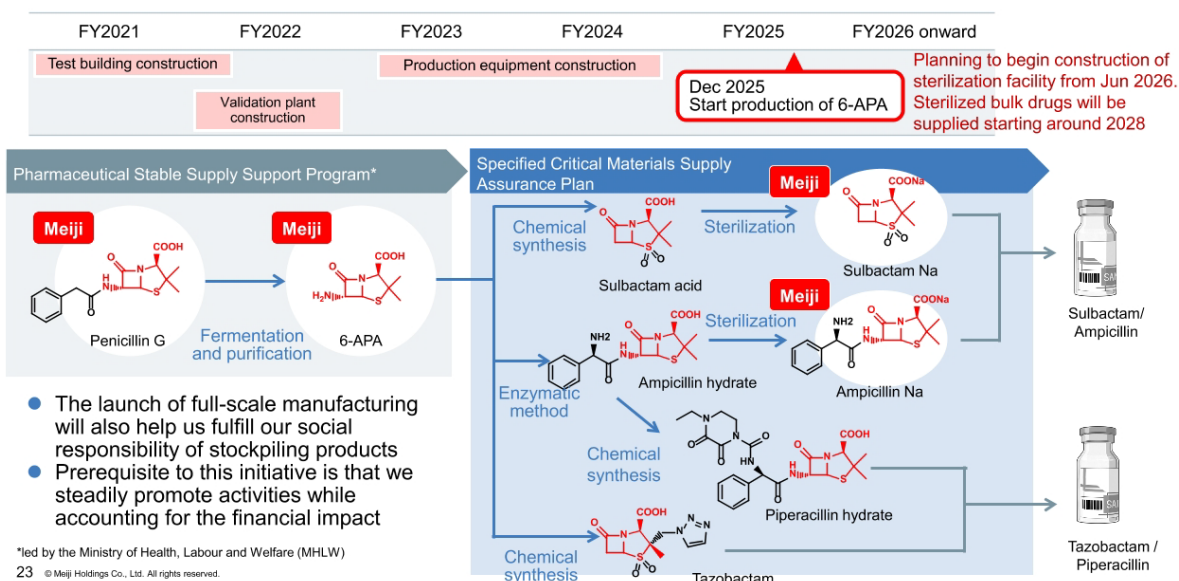 FY2021
FY2022
FY2023
FY2024
FY2025
FY2026 onward
Test building construction
Validation plant
construction
Production equipment construction
Dec 2025
Start production of 6-APA
Planning to begin construction of
sterilization facility from Jun 2026.
Sterilized bulk drugs will be
supplied starting around 2028
Pharmaceutical Stable Supply Support Program*
Specified Critical Materials Supply
Assurance Plan
Meiji
O
N
COOH
H
N
S
O
Penicillin G
Fermentation
and purification
Meiji
O
N
COOH
H₂N
S
6-APA
Chemical
synthesis
O
N
COOH
S
O
O
Sulbactam acid
Sterilization
Meiji
COONa
O
N
S
O
O
Sulbactam Na
Enzymatic
method
NH2
H
N
O
O
N
COOH
S
Ampicillin hydrate
Sterilization
Meiji
COONa
NH2
H
N
O
O
N
S
Ampicillin Na
Sulbactam/
Ampicillin
Chemical
synthesis
N
N
O
O
O
HN
O
H
N
O
N
COOH
S
Piperacillin hydrate
Chemical
synthesis
COOH
O
N
S
O
O
N
N
N
Tazobactam
Tazobactam /
Piperacillin
The launch of full-scale manufacturing
will also help us fulfill our social
responsibility of stockpiling products
Prerequisite to this initiative is that we
steadily promote activities while
accounting for the financial impact
*led by the Ministry of Health, Labour and Welfare (MHLW)
23 © Meiji Holdings Co., Ltd. All rights reserved.